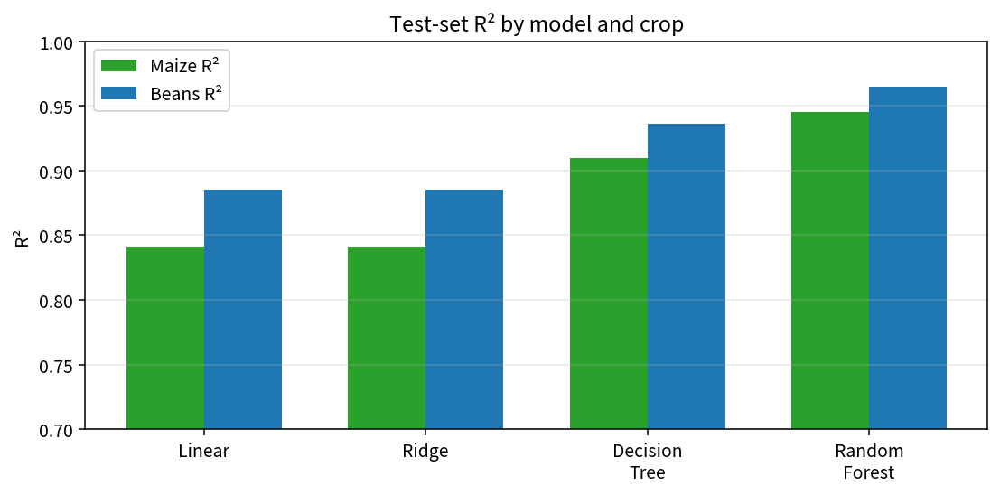 Test-set R² by model and crop
Maize R²
Beans R²
R²
1.00
0.95
0.90
0.85
0.80
0.75
0.70
Linear
Ridge
Decision
Tree
Random
Forest